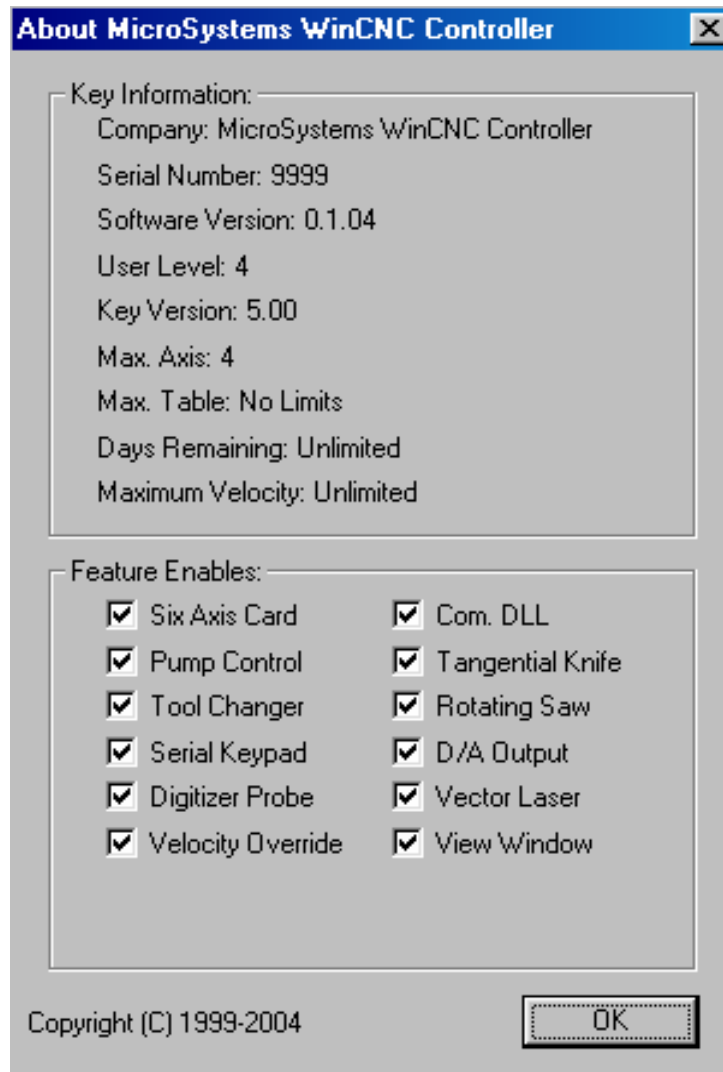 About MicroSystems WinCNC Controller
Key Information:
Company: MicroSystems WinCNC Controller
Serial Number: 9999
Software Version: 0.1.04
User Level: 4
Key Version: 5.00
Max. Axis: 4
Max. Table: No Limits
Days Remaining: Unlimited
Maximum Velocity: Unlimited
Feature Enables:
Six Axis Card
Pump Control
Tool Changer
Serial Keypad
Digitizer Probe
Velocity Override
Com. DLL
Tangential Knife
Rotating Saw
D/A Output
Vector Laser
View Window
Copyright (C) 1999-2004
OK